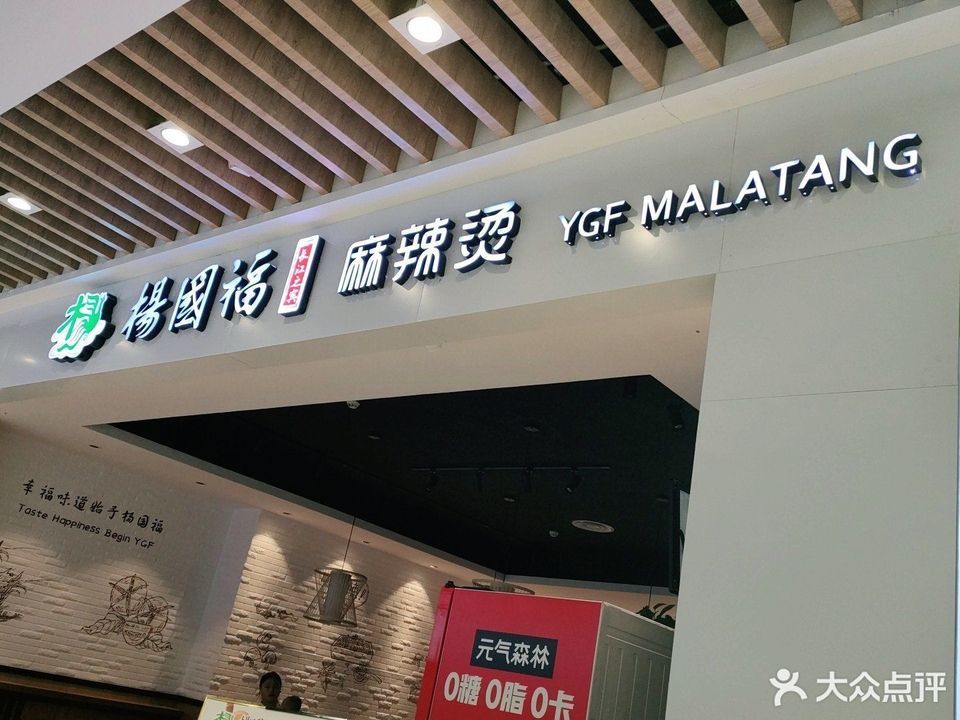 楊國福 麻辣烫 YGF MALATANG
幸福味道始于杨国福
Taste Happiness Begin YGF
元气森林
0糖 0脂 0卡
大众点评